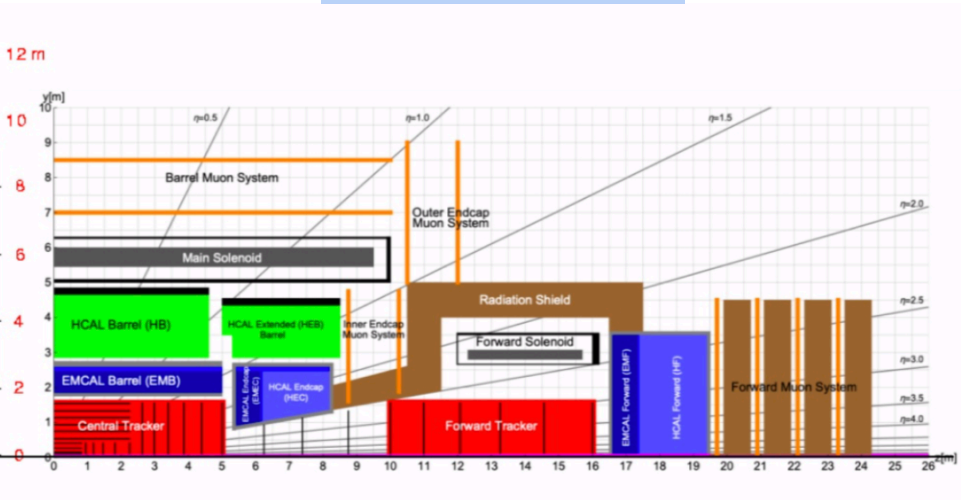 12 m
y[m]
10
10
η=0.5
η=1.0
η=1.5
9
8
8
Barrel Muon System
7
Outer Endcap
Muon System
η=2.0
6
6
Main Solenoid
5
Radiation Shield
η=2.5
4
4
HCAL Barrel (HB)
HCAL Extended (HEB)
Barrel
Inner Endcap
Muon System
Forward Solenoid
3
η=3.0
2
2
EMCAL Barrel (EMB)
EMCAL Endcap
(EMEC)
HCAL Endcap
(HEC)
EMCAL Forward (EMF)
HCAL Forward (HF)
Forward Muon System
η=3.5
1
Central Tracker
Forward Tracker
η=4.0
0
0
z[m]
0 1 2 3 4 5 6 7 8 9 10 11 12 13 14 15 16 17 18 19 20 21 22 23 24 25 26